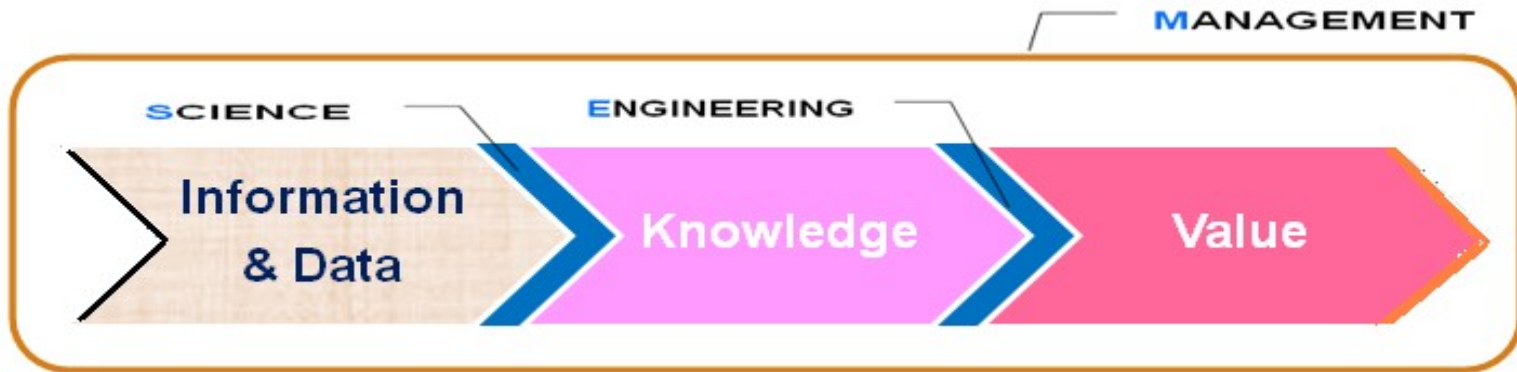 MANAGEMENT
SCIENCE
ENGINEERING
Information
& Data
Knowledge
Value